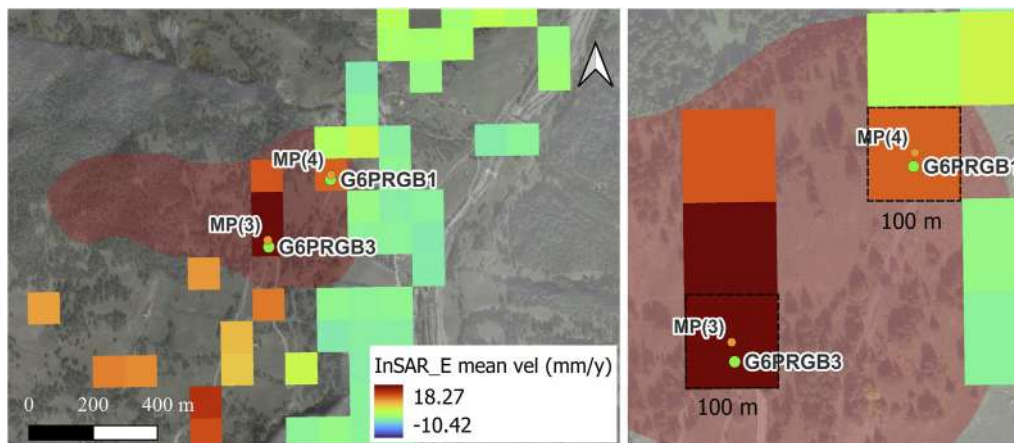 MP(4)
G6PRGB1
MP(3)
G6PRGB3
0 200 400 m
InSAR_E mean vel (mm/y)
18.27
-10.42
MP(4)
G6PRGB1
100 m
MP(3)
G6PRGB3
100 m